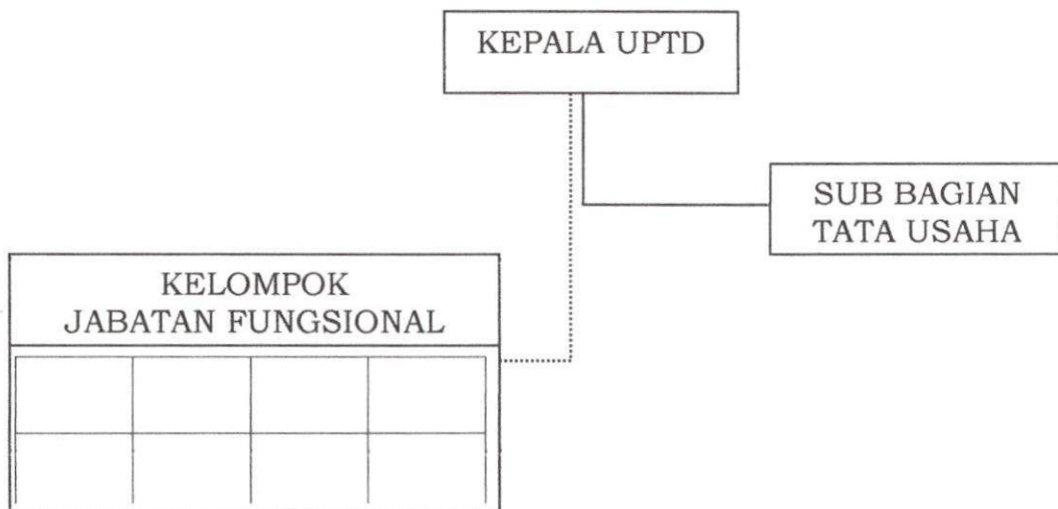 KEPALA UPTD
SUB BAGIAN
TATA USAHA
KELOMPOK
JABATAN FUNGSIONAL